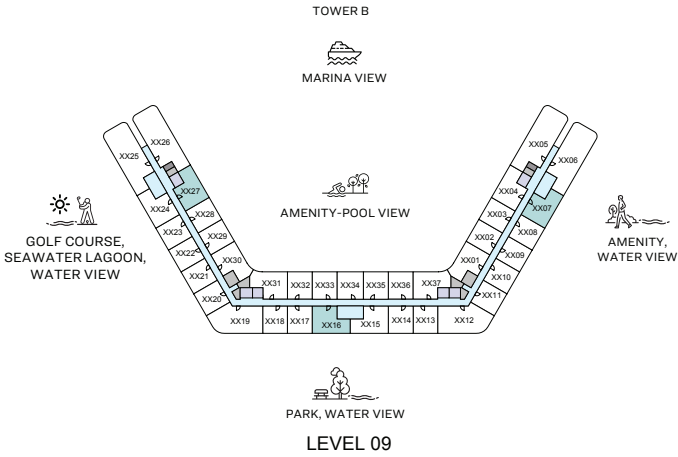 TOWER B
MARINA VIEW
XX26
XX05
XX25
XX06
XX27
XX04
XX07
XX24
XX03
XX28
XX08
XX23
AMENITY-POOL VIEW
XX02
XX29
XX09
XX22
XX30
XX01
XX10
XX21
XX31
XX32
XX33
XX34
XX35
XX36
XX37
XX20
XX11
XX19
XX18
XX17
XX16
XX15
XX14
XX13
XX12
GOLF COURSE,
SEAWATER LAGOON,
WATER VIEW
AMENITY,
WATER VIEW
PARK, WATER VIEW
LEVEL 09